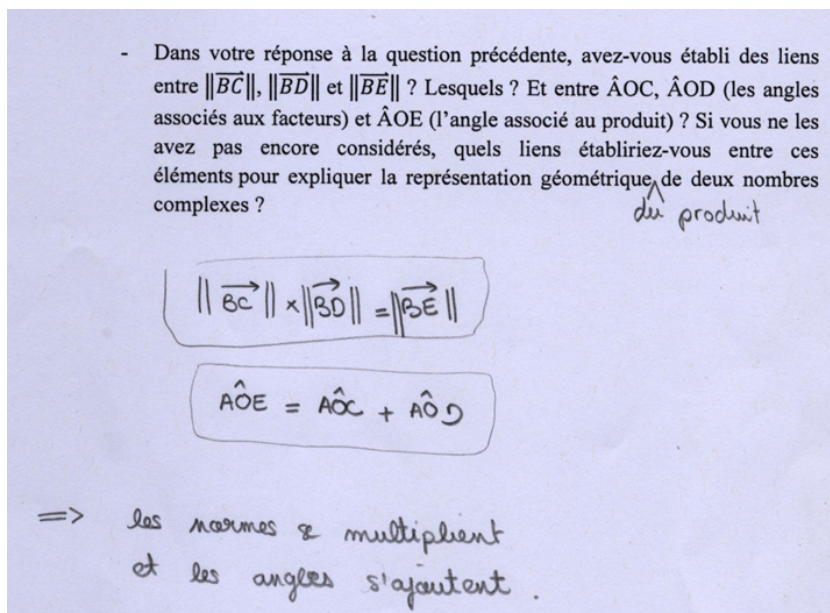 - Dans votre réponse à la question précédente, avez-vous établi des liens
entre ||BC||, ||BD|| et ||BE|| ? Lesquels ? Et entre ÂOC, ÂOD (les angles
associés aux facteurs) et ÂOE (l'angle associé au produit) ? Si vous ne les
avez pas encore considérés, quels liens établiriez-vous entre ces
éléments pour expliquer la représentation géométrique de deux nombres
complexes ?
du produit
|| BC || × || BD || = || BE ||
AÔE = AÔC + AÔD
=> les normes se multiplient
et les angles s'ajoutent.